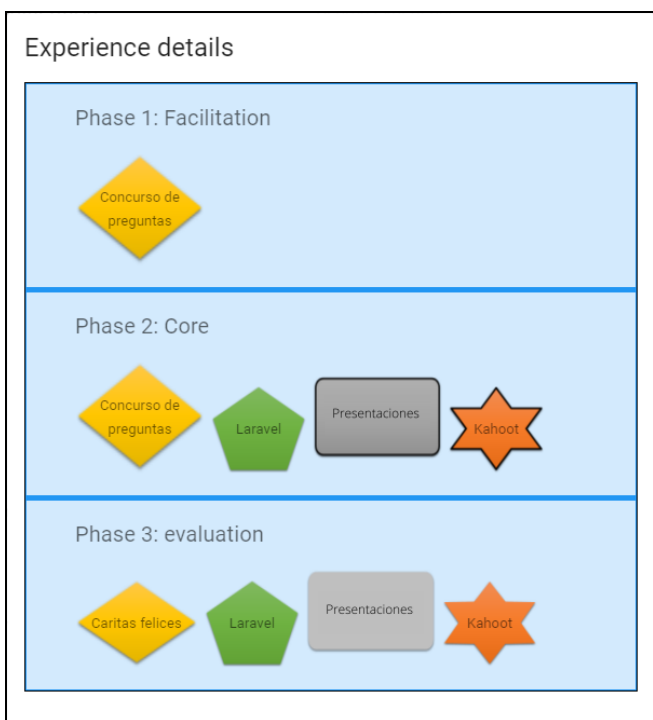 Experience details
Phase 1: Facilitation
Concurso de
preguntas
Phase 2: Core
Concurso de
preguntas
Laravel
Presentaciones
Kahoot
Phase 3: evaluation
Caritas felices
Laravel
Presentaciones
Kahoot